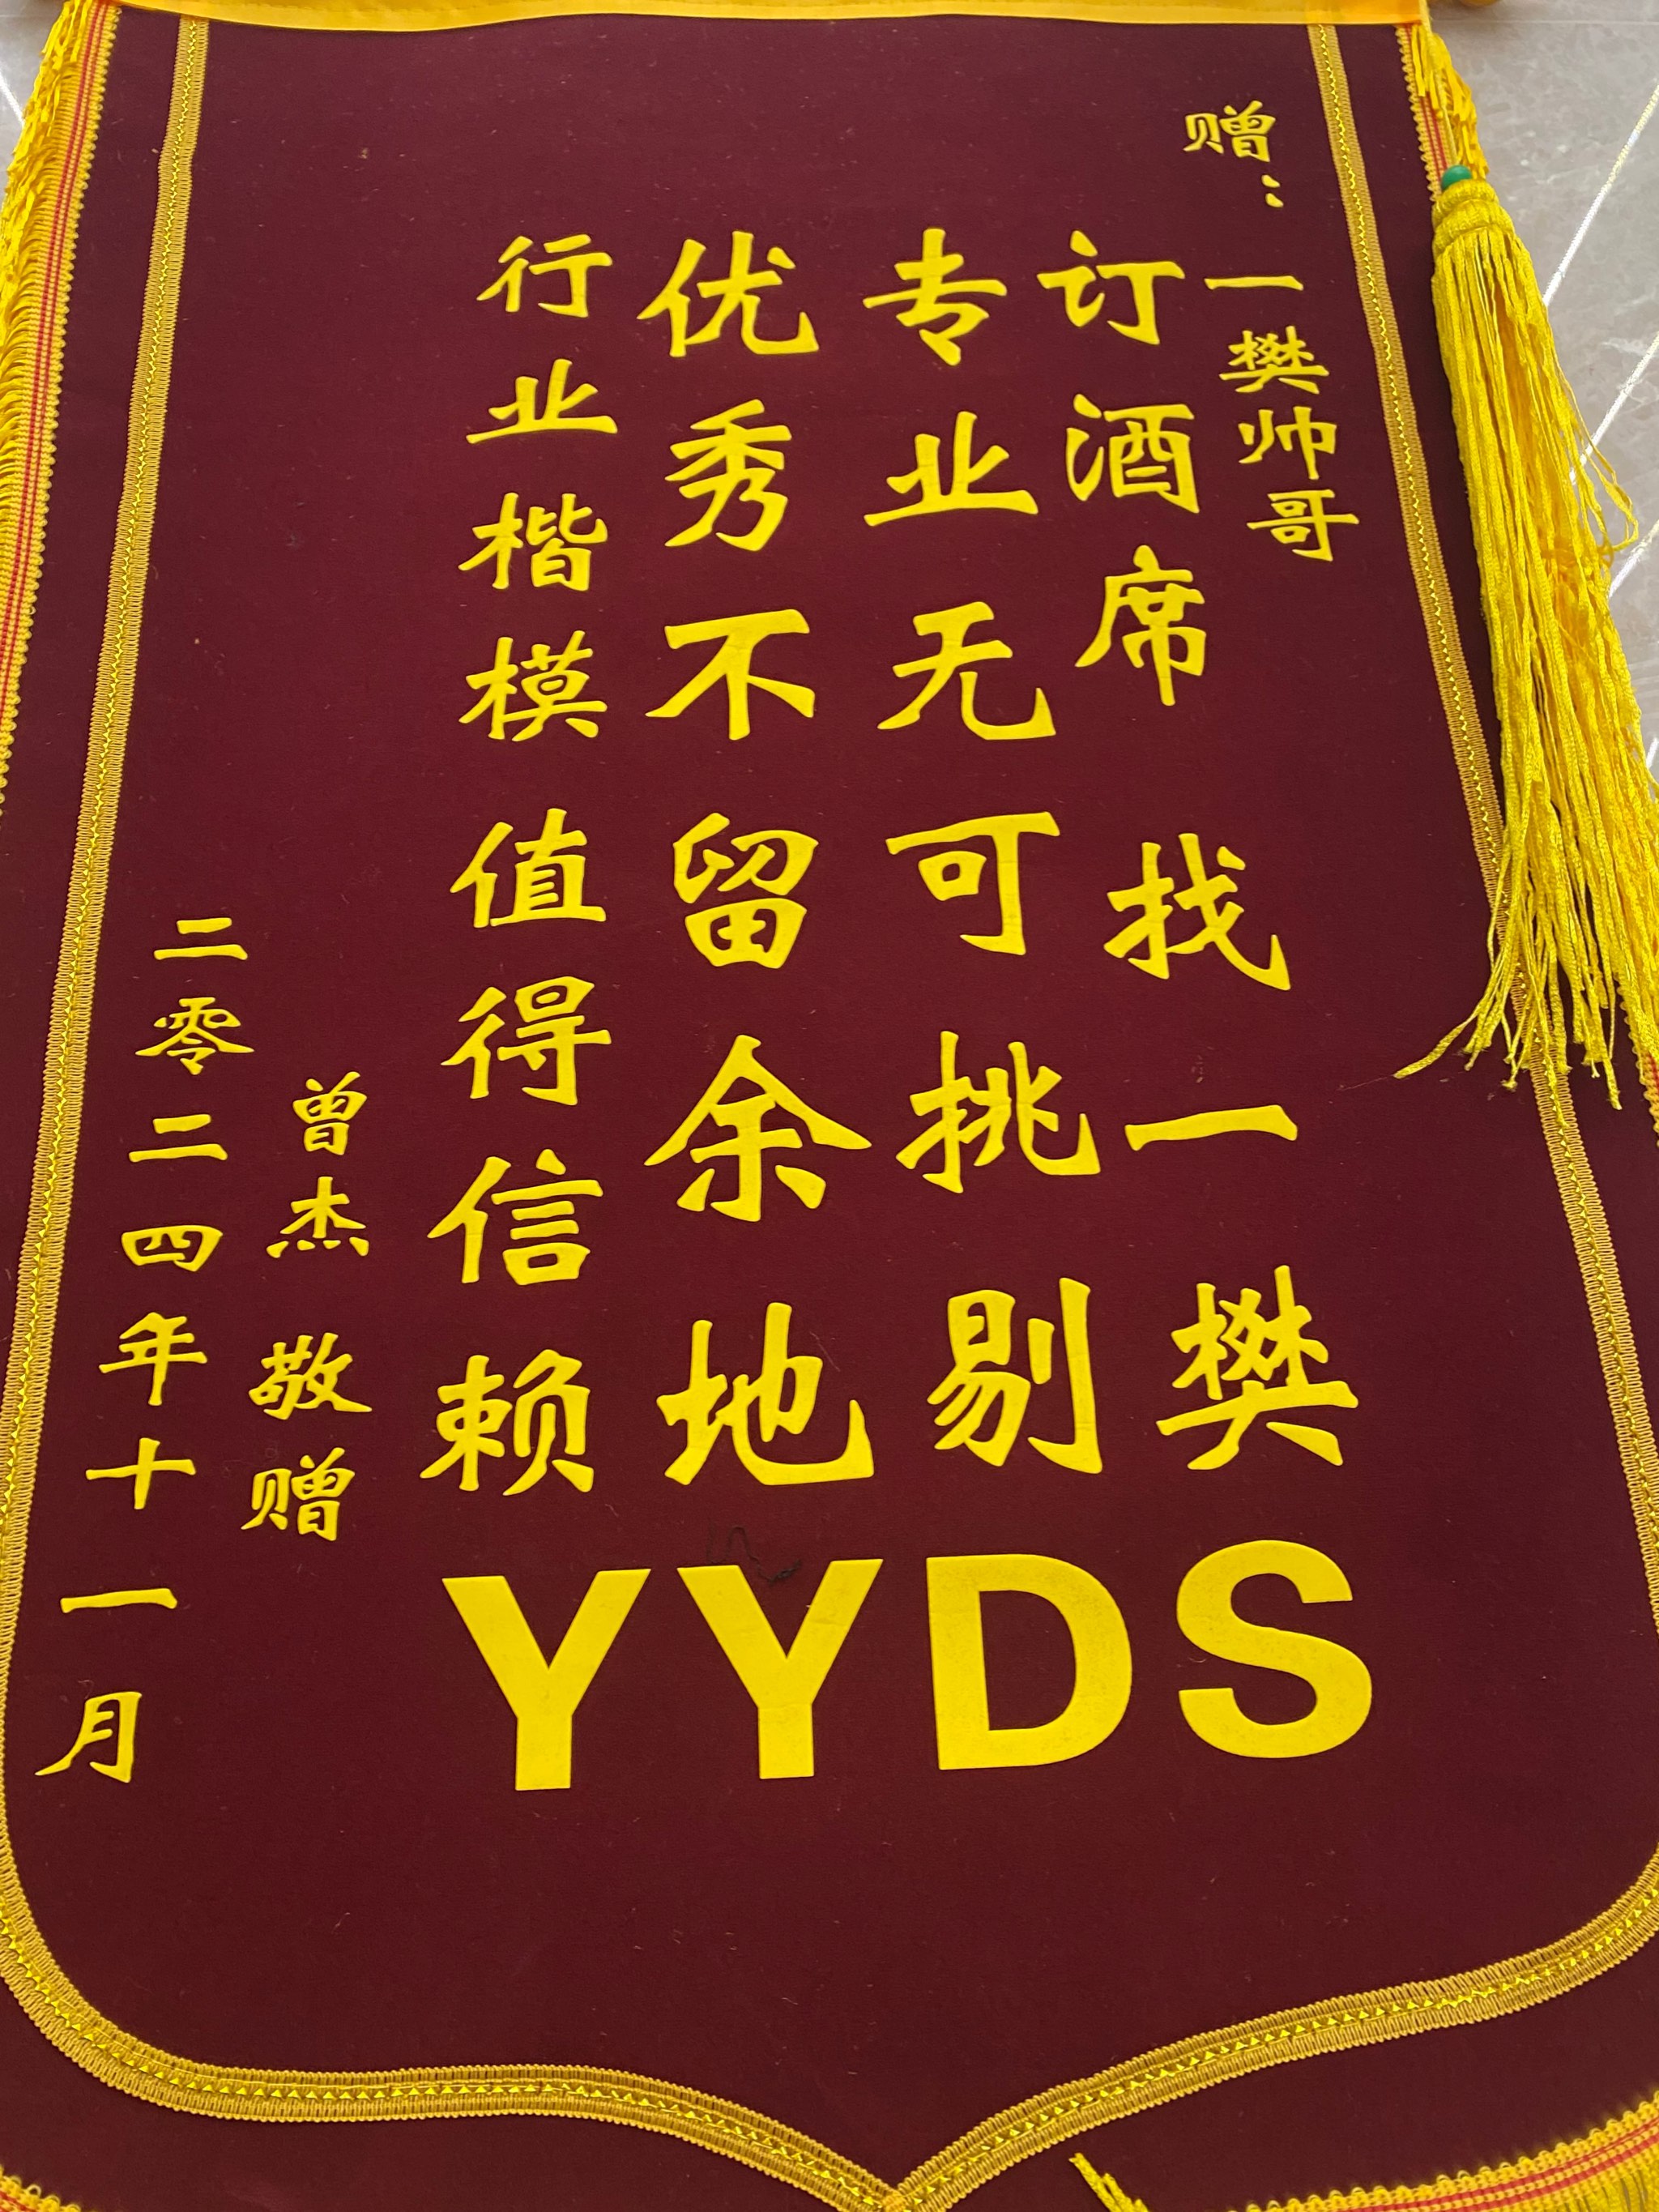 赠：
一樊帅哥
订酒席 找一樊
专业无可挑剔
优秀不留余地
行业楷模 值得信赖
YYDS
曾杰 敬赠
二零二四年十一月